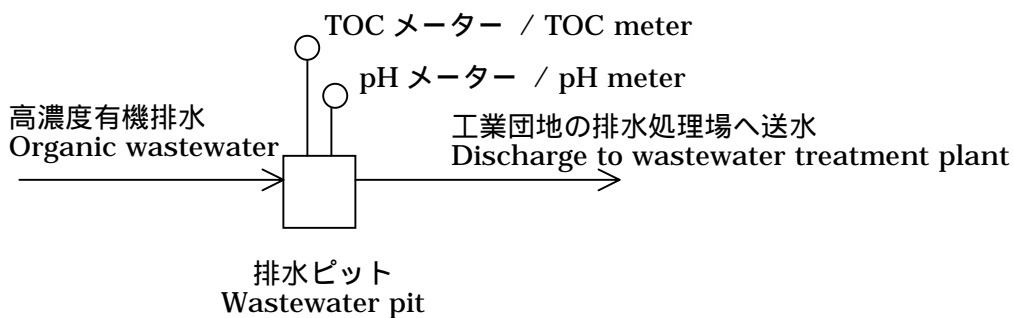 TOC メーター / TOC meter
pH メーター / pH meter
高濃度有機排水
Organic wastewater
工業団地の排水処理場へ送水
Discharge to wastewater treatment plant
排水ピット
Wastewater pit